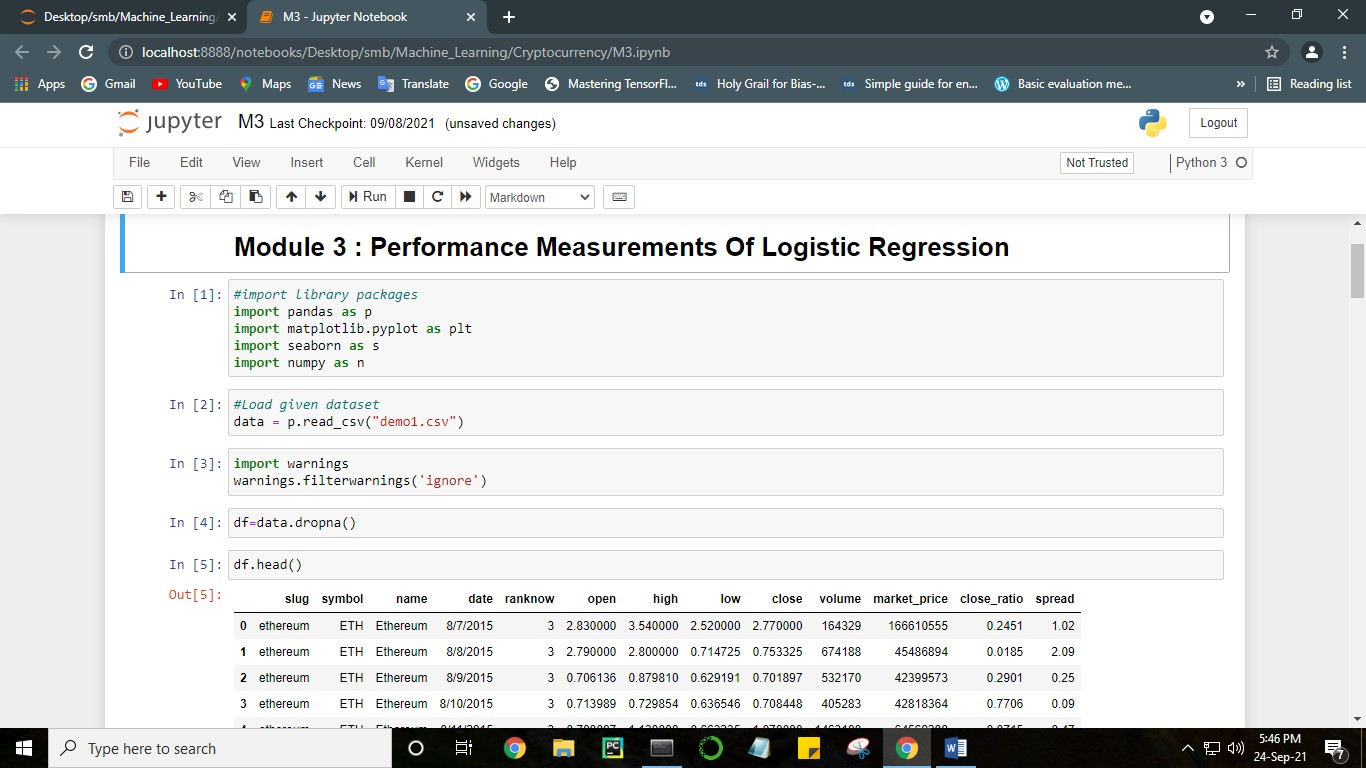 Desktop/smb/Machine_Learning M3 - Jupyter Notebook
localhost:8888/notebooks/Desktop/smb/Machine_Learning/Cryptocurrency/M3.ipynb
Apps Gmail YouTube Maps News Translate Google Mastering TensorFl... Holy Grail for Bias-... Simple guide for en... Basic evaluation me... » Reading list
jupyter M3 Last Checkpoint: 09/08/2021 (unsaved changes) Logout
File Edit View Insert Cell Kernel Widgets Help Not Trusted Python 3
Run Markdown
Module 3 : Performance Measurements Of Logistic Regression
In [1]: #import library packages
import pandas as p
import matplotlib.pyplot as plt
import seaborn as s
import numpy as n
In [2]: #Load given dataset
data = p.read_csv("demo1.csv")
In [3]: import warnings
warnings.filterwarnings('ignore')
In [4]: df=data.dropna()
In [5]: df.head()
Out[5]:
slug symbol name date ranknow open high low close volume market_price close_ratio spread
0 ethereum ETH Ethereum 8/7/2015 3 2.830000 3.540000 2.520000 2.770000 164329 166610555 0.2451 1.02
1 ethereum ETH Ethereum 8/8/2015 3 2.790000 2.800000 0.714725 0.753325 674188 45486894 0.0185 2.09
2 ethereum ETH Ethereum 8/9/2015 3 0.706136 0.879810 0.629191 0.701897 532170 42399573 0.2901 0.25
3 ethereum ETH Ethereum 8/10/2015 3 0.713989 0.729854 0.636546 0.708448 405283 42818364 0.7706 0.09
Type here to search
5:46 PM
24-Sep-21
7